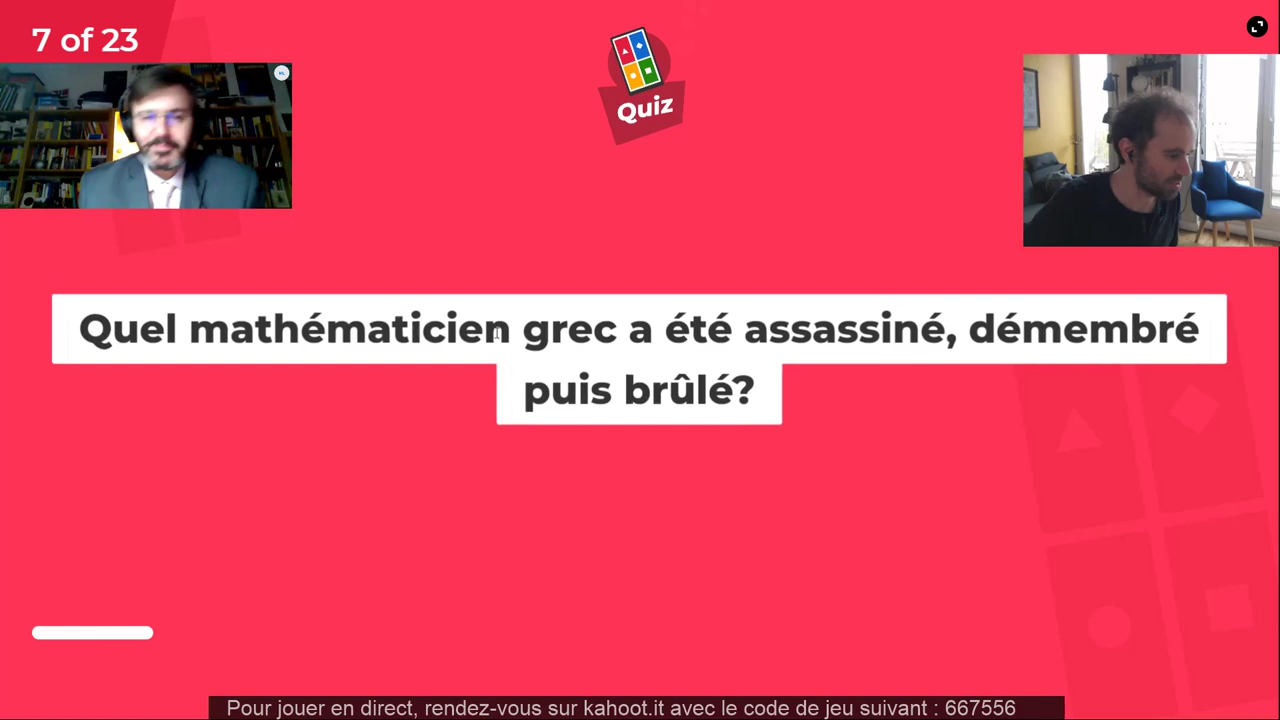 7 of 23
Quiz
Quel mathématicien grec a été assassiné, démembré
puis brûlé?
Pour jouer en direct, rendez-vous sur kahoot.it avec le code de jeu suivant : 667556